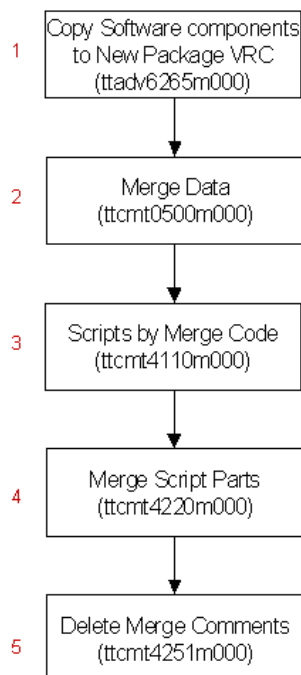 1
Copy Software components
to New Package VRC
(ttadv6265m000)
2
Merge Data
(ttcmt0500m000)
3
Scripts by Merge Code
(ttcmt4110m000)
4
Merge Script Parts
(ttcmt4220m000)
5
Delete Merge Comments
(ttcmt4251m000)